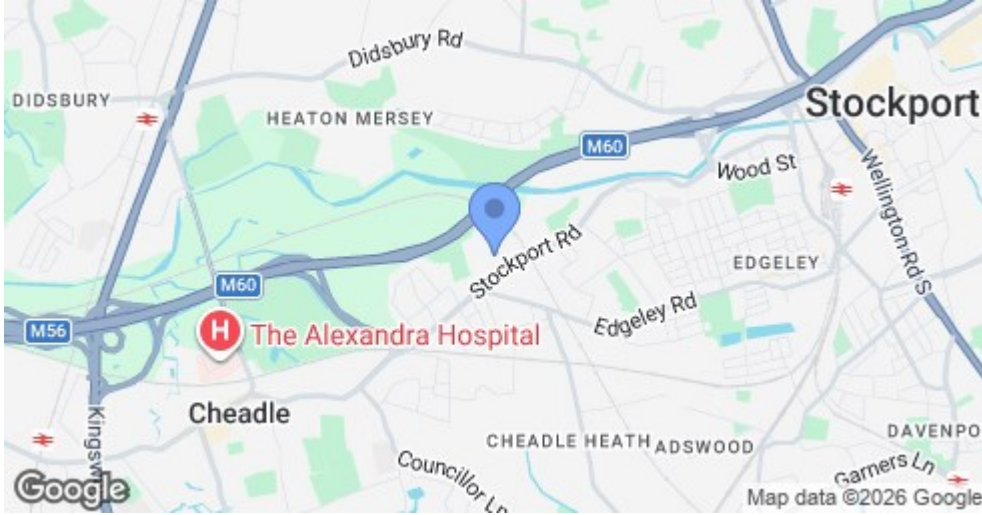 Didsbury Rd
DIDSBURY
HEATON MERSEY
Stockport
M60
Wood St
Wellington Rd S
Stockport Rd
EDGELEY
M60
Edgeley Rd
M56
H
The Alexandra Hospital
Cheadle
Kingsw
CHEADLE HEATH
ADSWOOD
DAVENPO
Councillor Ln
Garners Ln
Google
Map data ©2026 Google